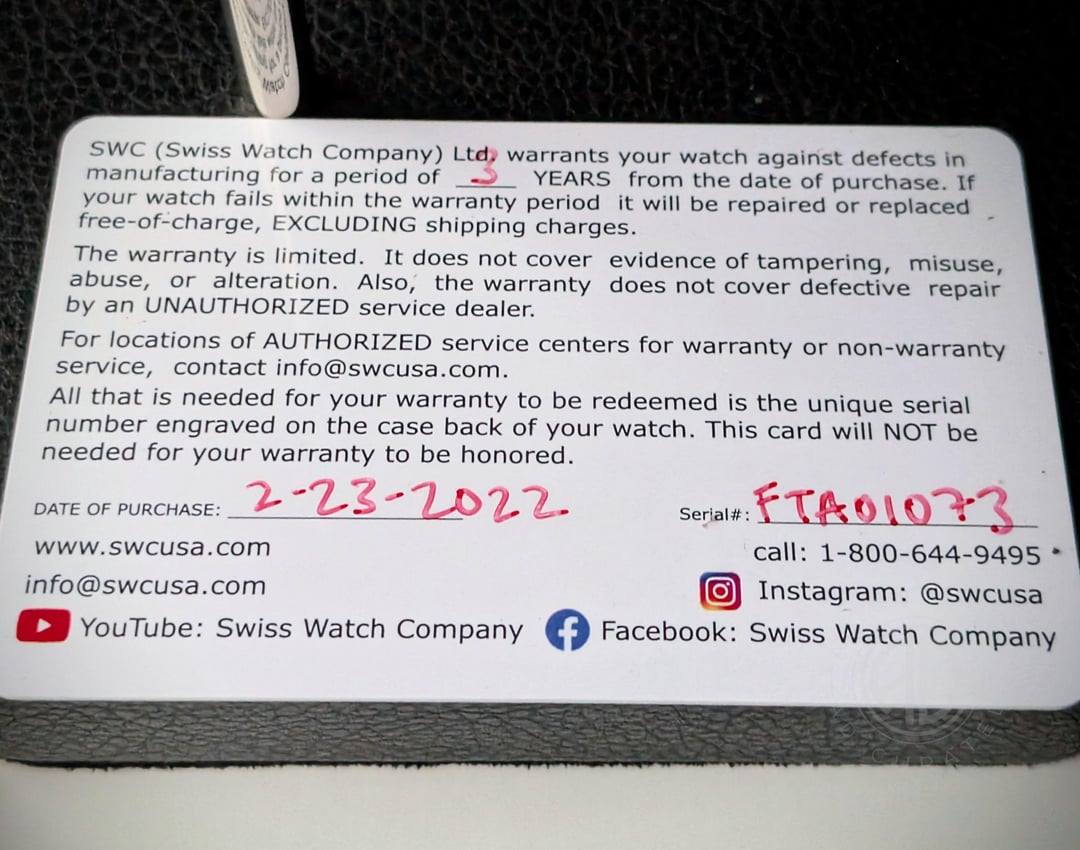 SWC (Swiss Watch Company) Ltd. warrants your watch against defects in
manufacturing for a period of 3 YEARS from the date of purchase. If
your watch fails within the warranty period it will be repaired or replaced
free-of-charge, EXCLUDING shipping charges.
The warranty is limited. It does not cover evidence of tampering, misuse,
abuse, or alteration. Also, the warranty does not cover defective repair
by an UNAUTHORIZED service dealer.
For locations of AUTHORIZED service centers for warranty or non-warranty
service, contact info@swcusa.com.
All that is needed for your warranty to be redeemed is the unique serial
number engraved on the case back of your watch. This card will NOT be
needed for your warranty to be honored.
DATE OF PURCHASE: 2-23-2022 Serial#: FTA01073
www.swcusa.com call: 1-800-644-9495
info@swcusa.com Instagram: @swcusa
YouTube: Swiss Watch Company Facebook: Swiss Watch Company